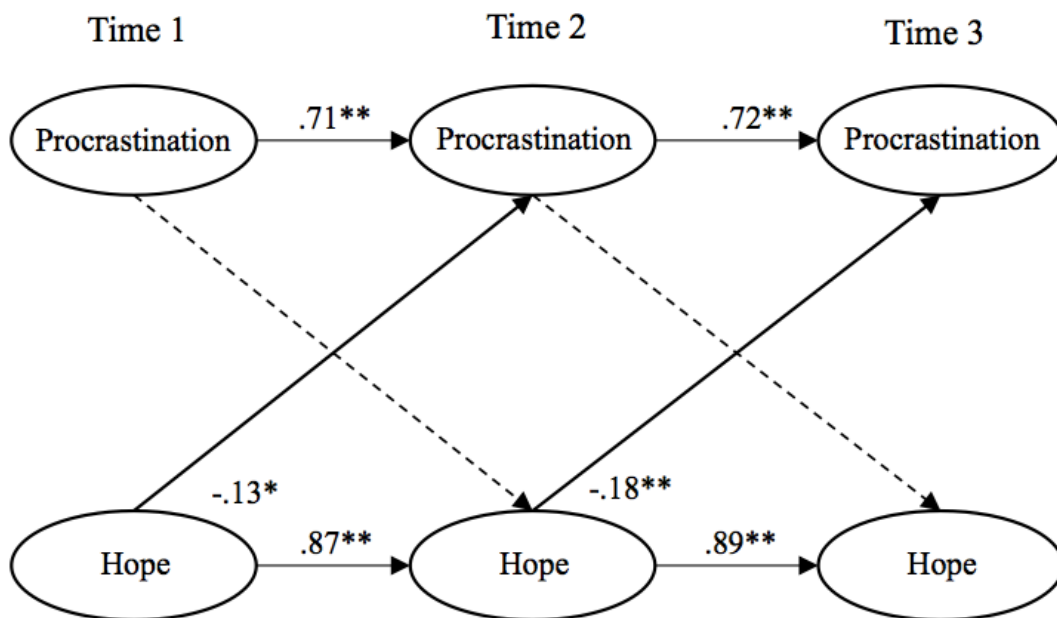 Time 1
Time 2
Time 3
Procrastination
.71**
Procrastination
.72**
Procrastination
-.13*
-.18**
Hope
.87**
Hope
.89**
Hope